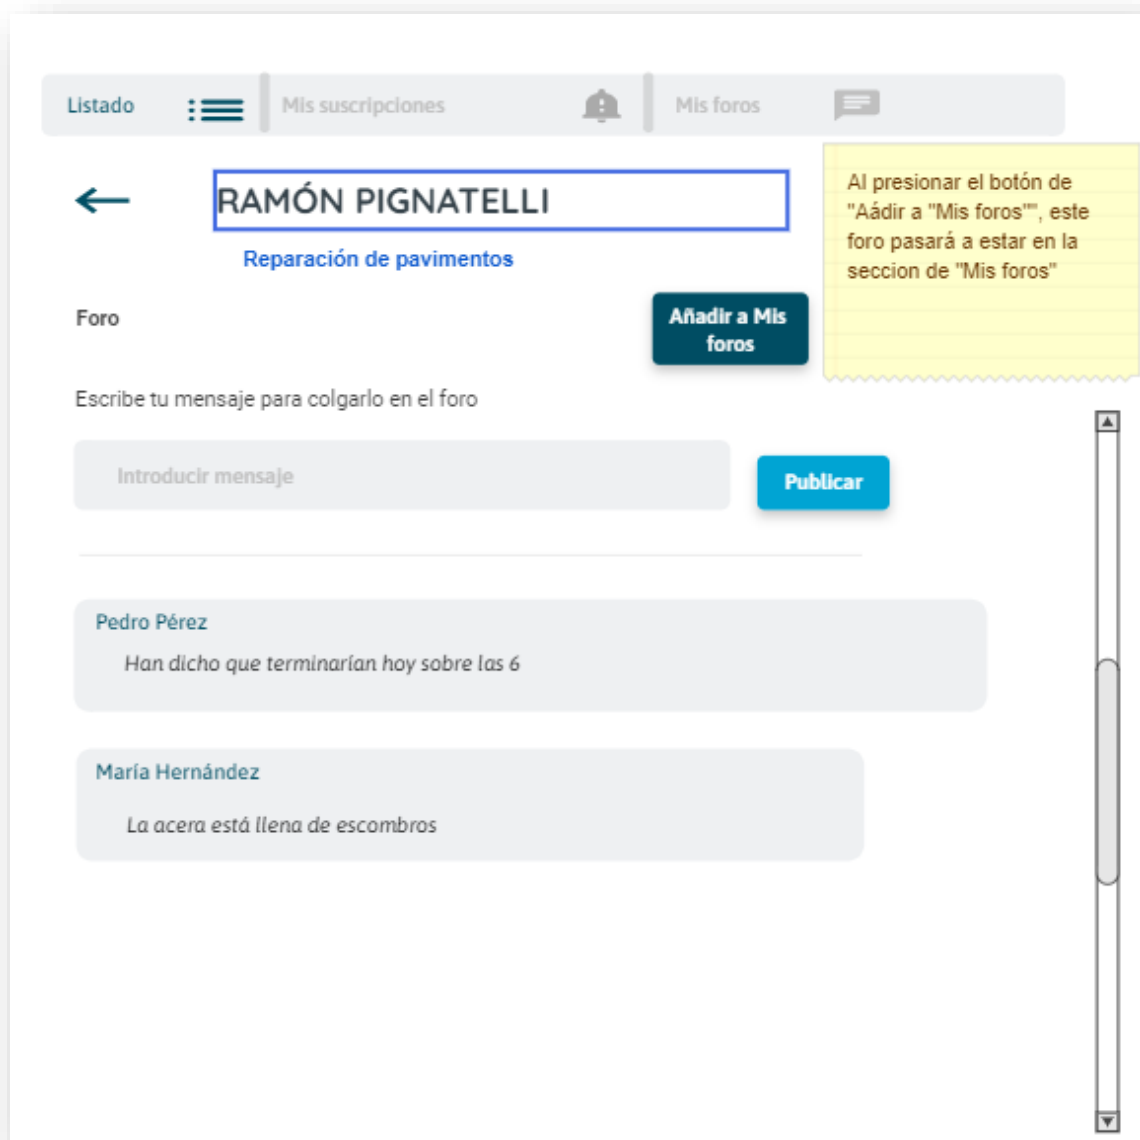 Listado
Mis suscripciones
Mis foros
RAMÓN PIGNATELLI
Reparación de pavimentos
Al presionar el botón de
"Aádir a "Mis foros"", este
foro pasará a estar en la
seccion de "Mis foros"
Foro
Añadir a Mis
foros
Escribe tu mensaje para colgarlo en el foro
Introducir mensaje
Publicar
Pedro Pérez
Han dicho que terminarían hoy sobre las 6
María Hernández
La acera está llena de escombros